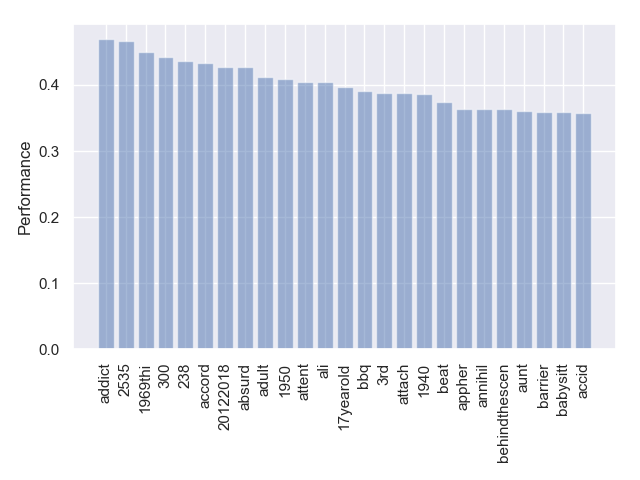 Performance
0.4
0.3
0.2
0.1
0.0
addict
2535
1969thi
300
238
accord
20122018
absurd
adult
1950
attent
ali
17yearold
bbq
3rd
attach
1940
beat
appher
annihil
behindthescen
aunt
barrier
babysitt
accid